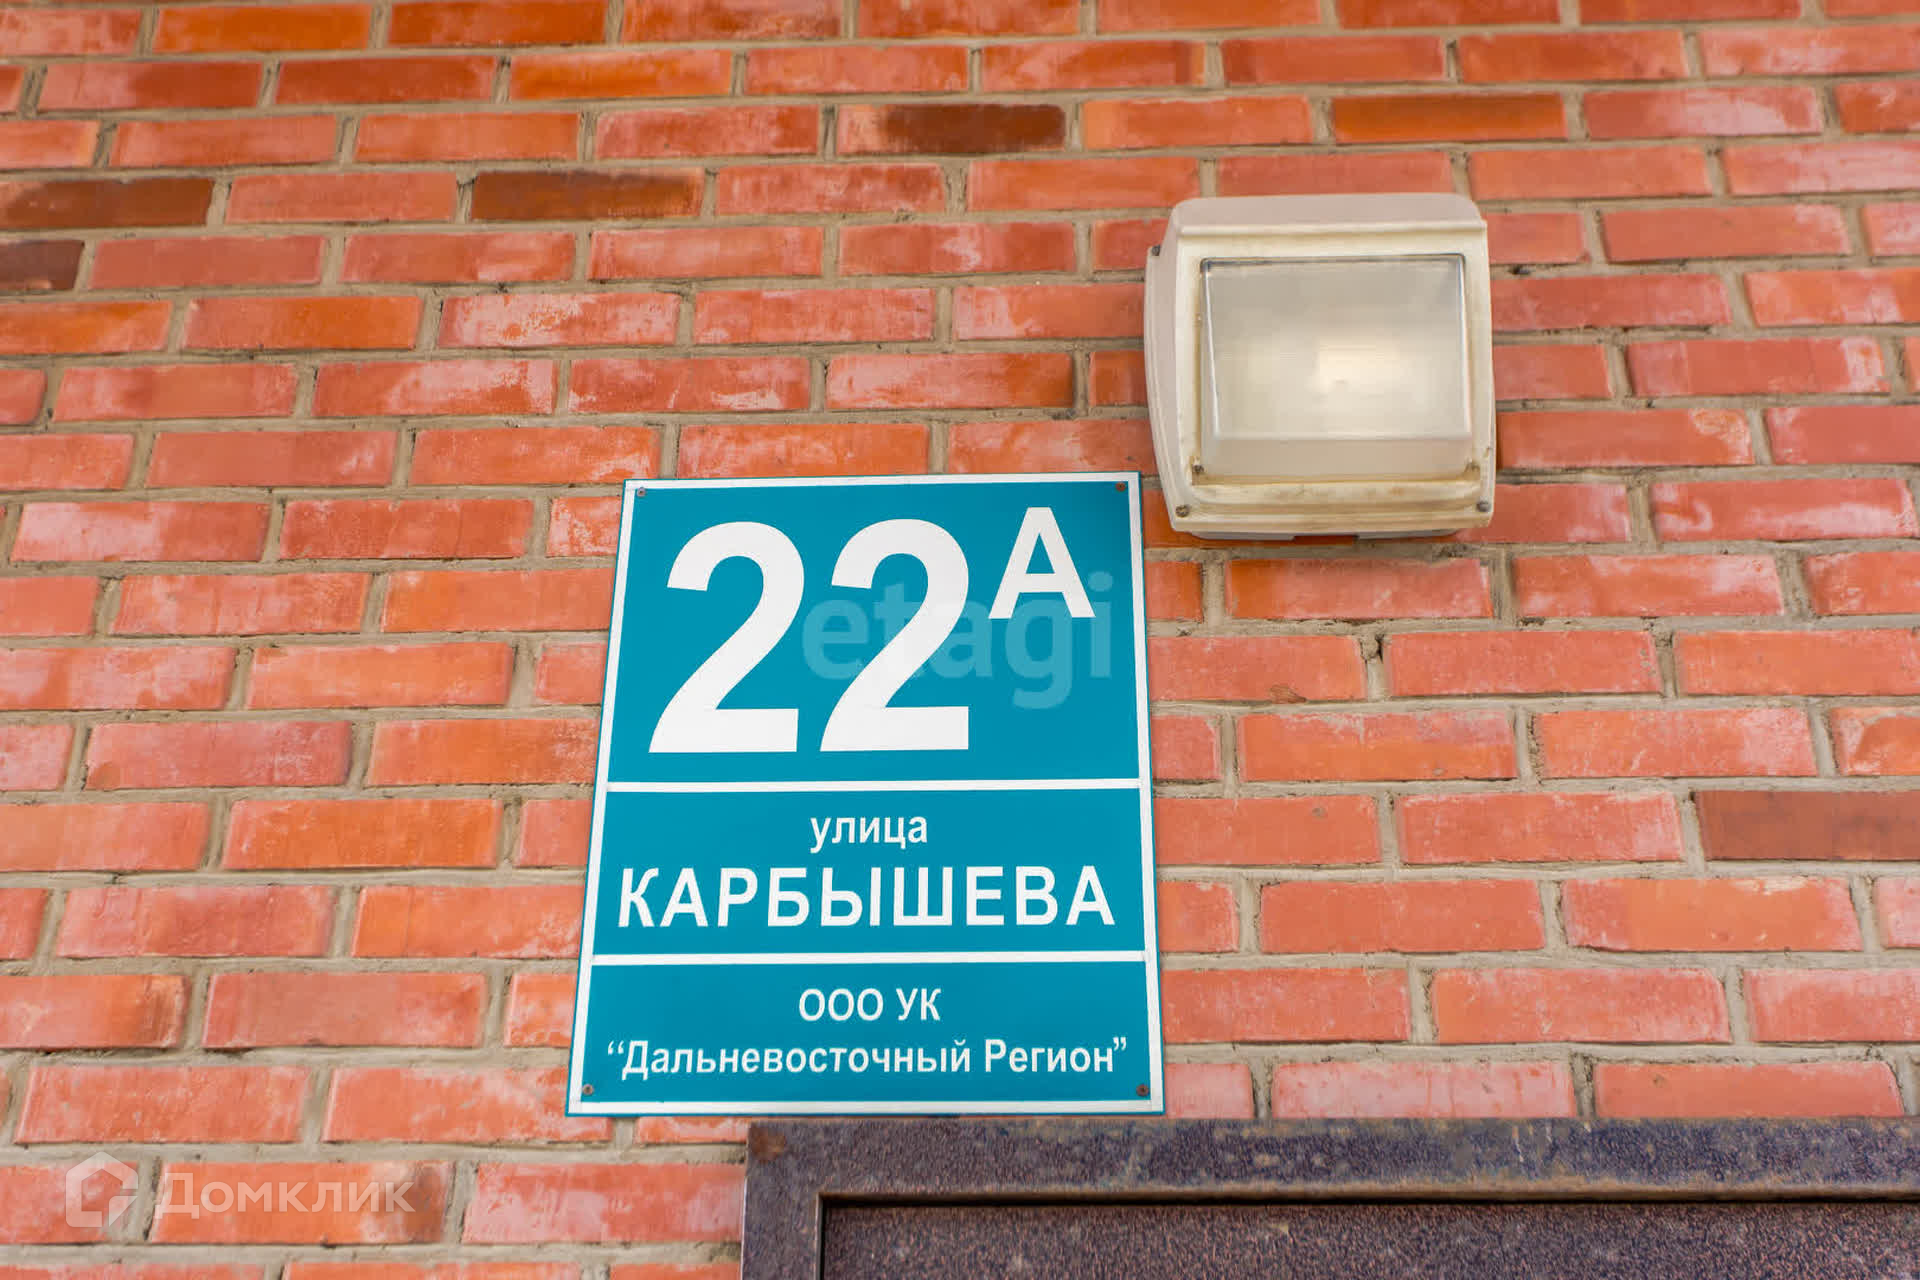 22А
etagi
улица
КАРБЫШЕВА
ООО УК
“Дальневосточный Регион”
Домклик